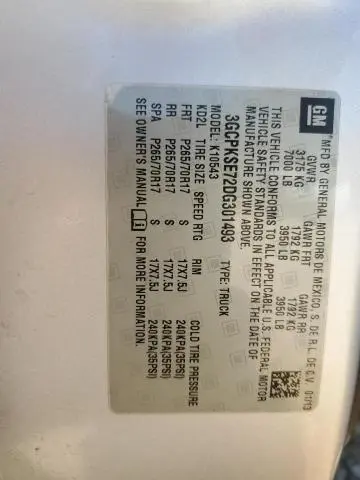 GM
MFD BY GENERAL MOTORS DE MEXICO, S. DE R.L. DE C.V. 01/13
GVWR GAWR FRT GAWR RR
3175 KG 1792 KG 1792 KG
7000 LB 3950 LB 3950 LB
THIS VEHICLE CONFORMS TO ALL APPLICABLE U.S. FEDERAL MOTOR
VEHICLE SAFETY STANDARDS IN EFFECT ON THE DATE OF
MANUFACTURE SHOWN ABOVE.
3GCPKSE72DG301493 TYPE: TRUCK
MODEL: K10543
KD2L TIRE SIZE SPEED RTG RIM COLD TIRE PRESSURE
FRT P265/70R17 S 17X7.5J 240KPA(35PSI)
RR P265/70R17 S 17X7.5J 240KPA(35PSI)
SPA P265/70R17 S 17X7.5J 240KPA(35PSI)
SEE OWNER'S MANUAL FOR MORE INFORMATION.